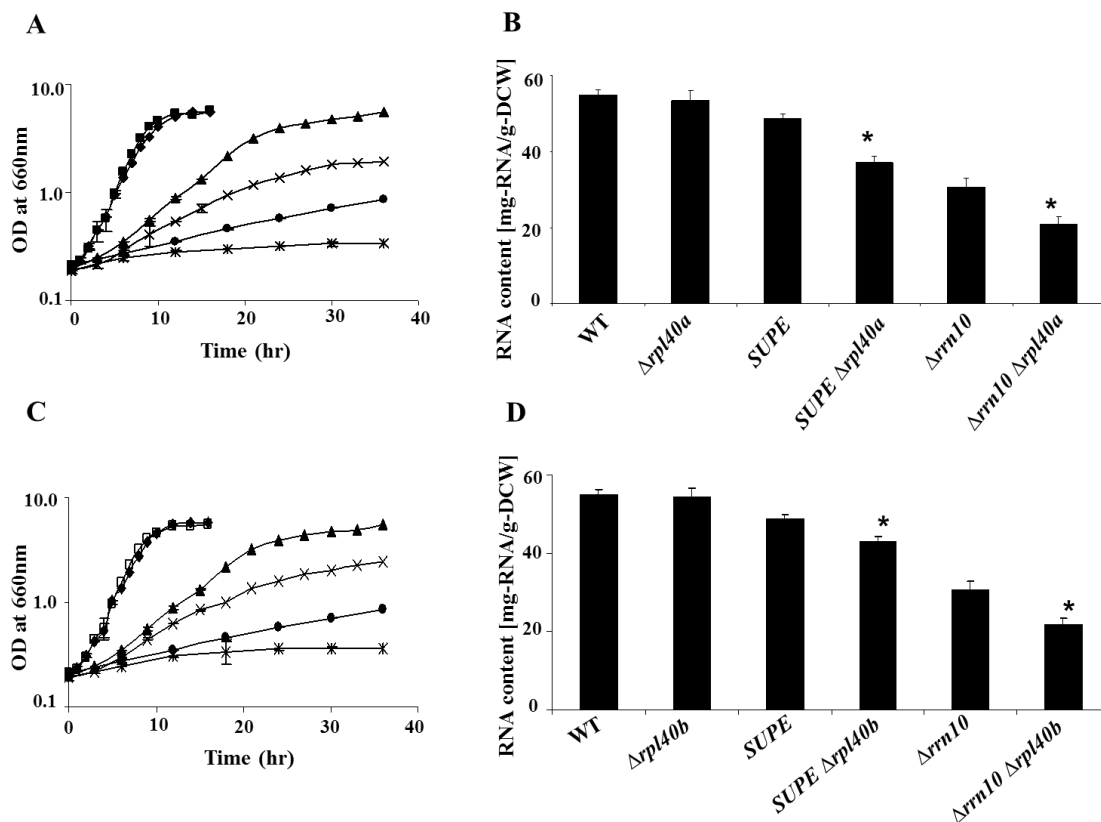 A
10.0
1.0
0.1
OD at 660nm
0
10
20
30
40
Time (hr)
B
60
40
20
0
RNA content [mg-RNA/g-DCW]
*
*
WT
Δrpl40a
SUPE
SUPE Δrpl40a
Δrrn10
Δrrn10 Δrpl40a
C
10.0
1.0
0.1
OD at 660nm
0
10
20
30
40
Time (hr)
D
60
40
20
0
RNA content [mg-RNA/g-DCW]
*
*
WT
Δrpl40b
SUPE
SUPE Δrpl40b
Δrrn10
Δrrn10 Δrpl40b